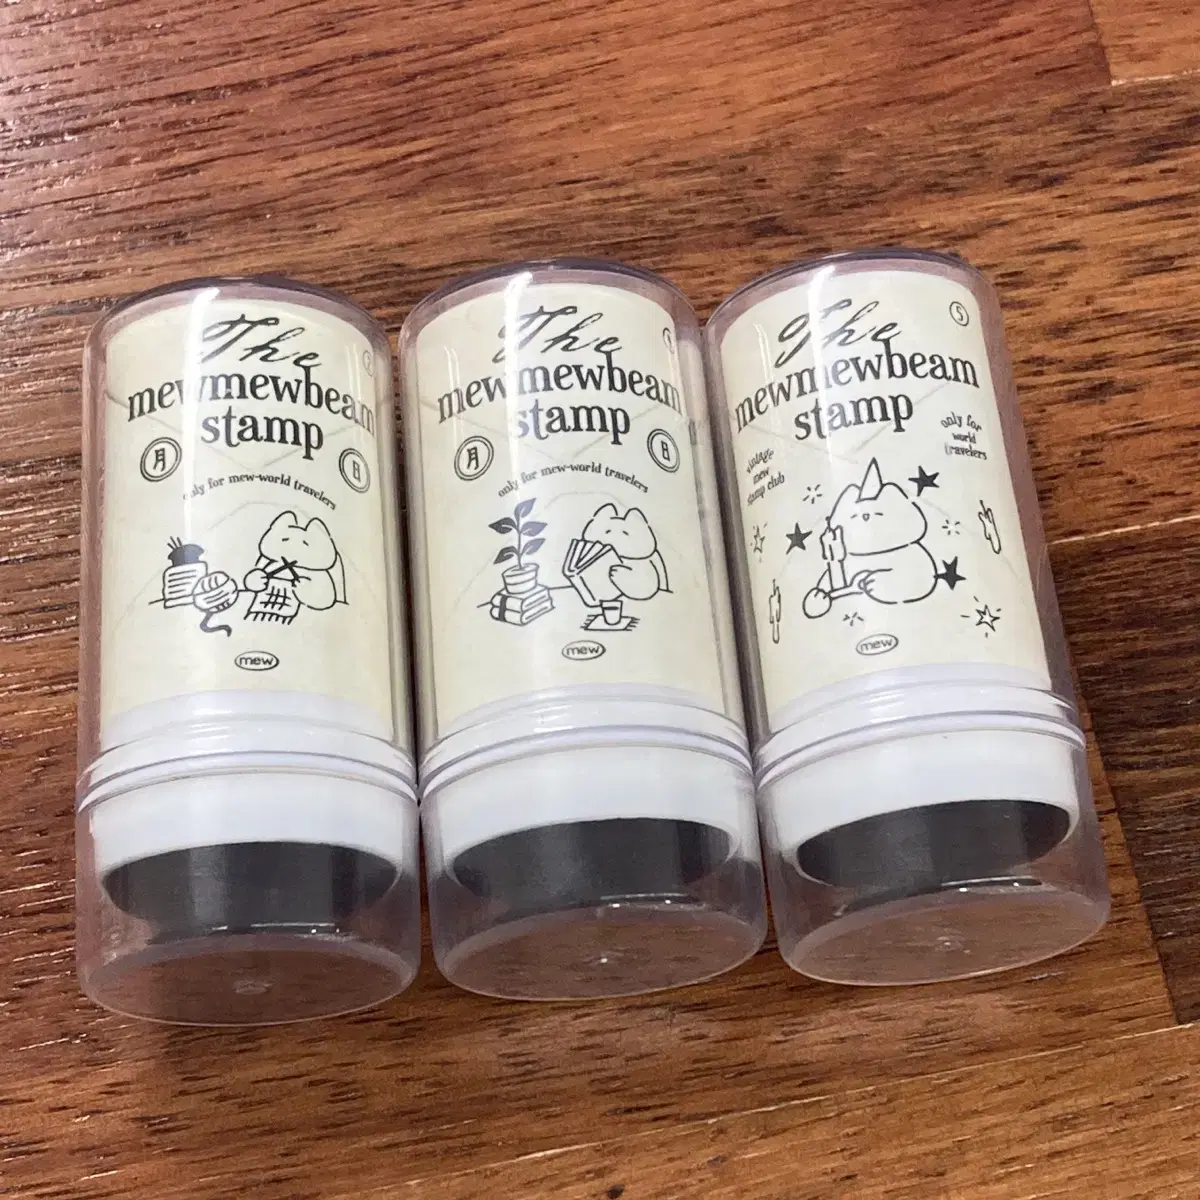 The
mewmewbeam
stamp
月
日
only for mew-world travelers
mew
The
mewmewbeam
stamp
月
日
only for mew-world travelers
mew
5
The
mewmewbeam
stamp
vintage
mew
stamp club
only for
world
travelers
mew